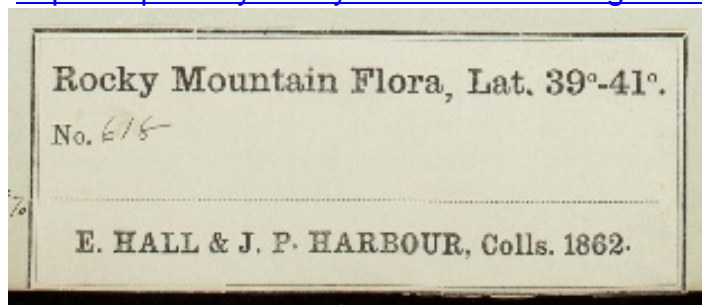 Rocky Mountain Flora, Lat. 39°-41°.
No. 615
E. HALL & J. P. HARBOUR, Colls. 1862.